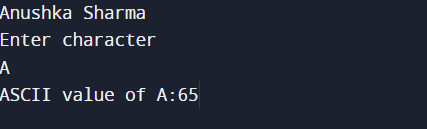 Anushka Sharma
Enter character
A
ASCII value of A:65